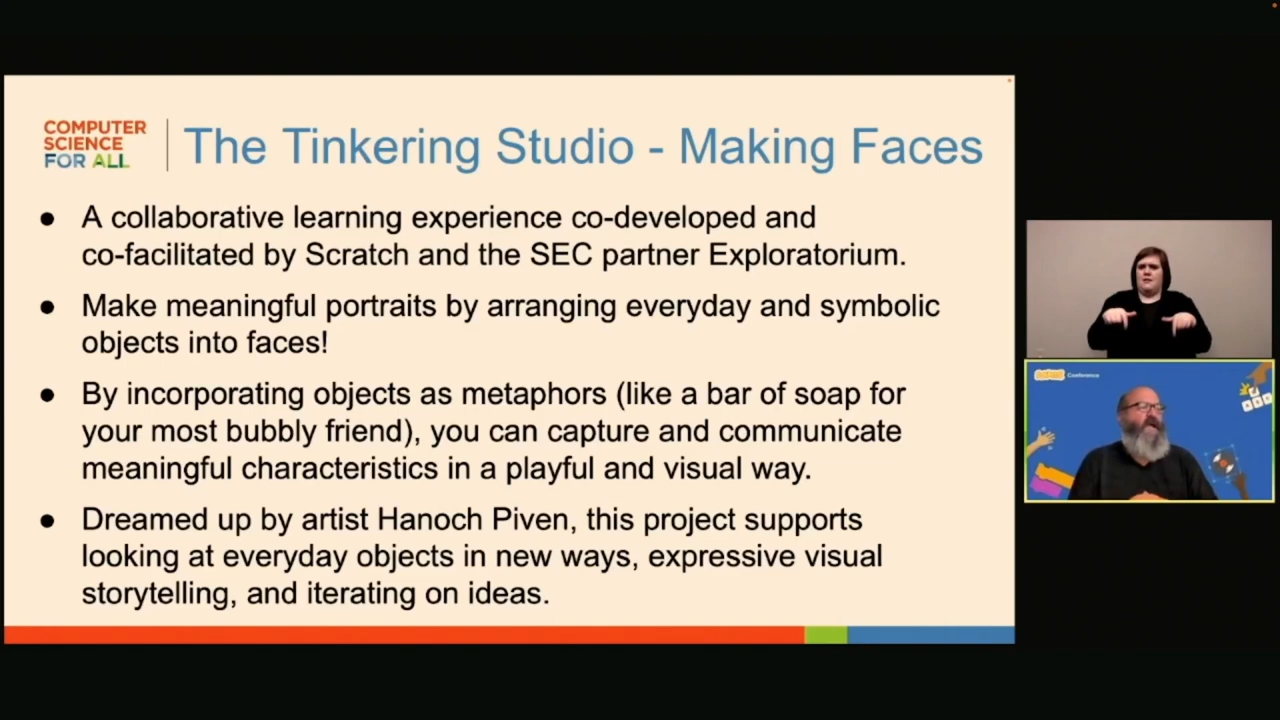 COMPUTER
SCIENCE
FOR ALL
The Tinkering Studio - Making Faces
● A collaborative learning experience co-developed and
co-facilitated by Scratch and the SEC partner Exploratorium.
● Make meaningful portraits by arranging everyday and symbolic
objects into faces!
● By incorporating objects as metaphors (like a bar of soap for
your most bubbly friend), you can capture and communicate
meaningful characteristics in a playful and visual way.
● Dreamed up by artist Hanoch Piven, this project supports
looking at everyday objects in new ways, expressive visual
storytelling, and iterating on ideas.
Conference